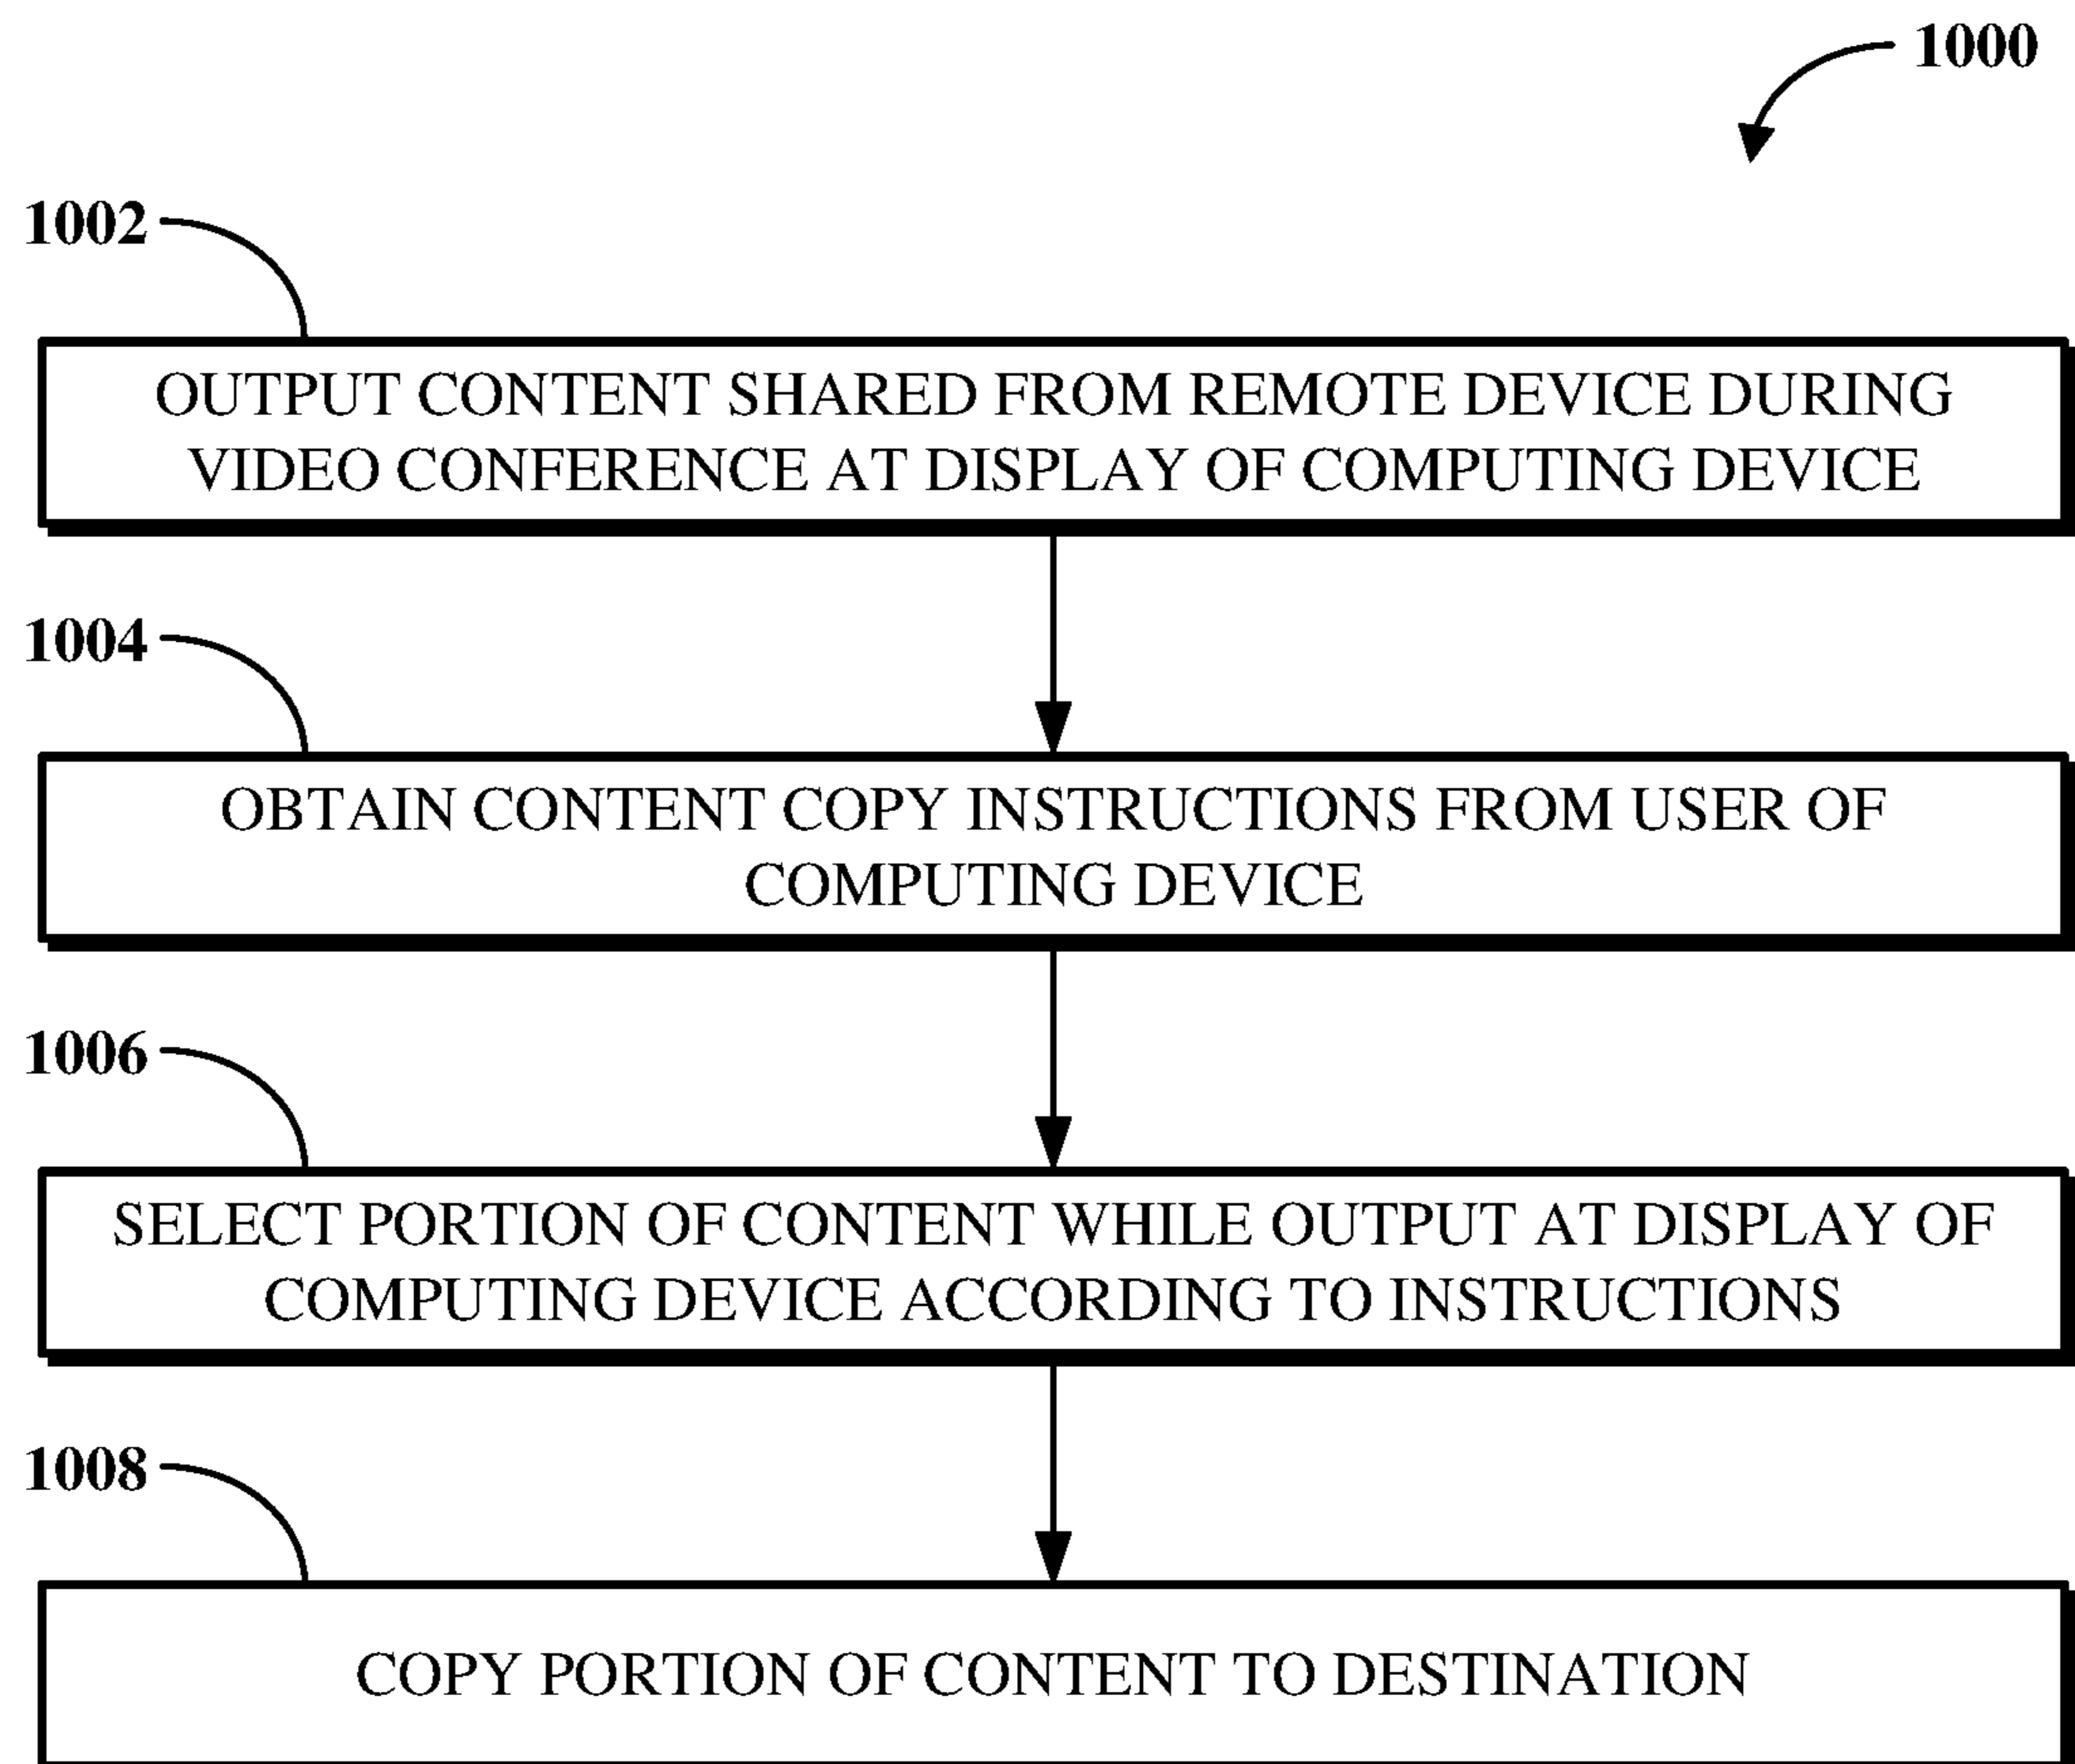 1000
1002
OUTPUT CONTENT SHARED FROM REMOTE DEVICE DURING
VIDEO CONFERENCE AT DISPLAY OF COMPUTING DEVICE
1004
OBTAIN CONTENT COPY INSTRUCTIONS FROM USER OF
COMPUTING DEVICE
1006
SELECT PORTION OF CONTENT WHILE OUTPUT AT DISPLAY OF
COMPUTING DEVICE ACCORDING TO INSTRUCTIONS
1008
COPY PORTION OF CONTENT TO DESTINATION